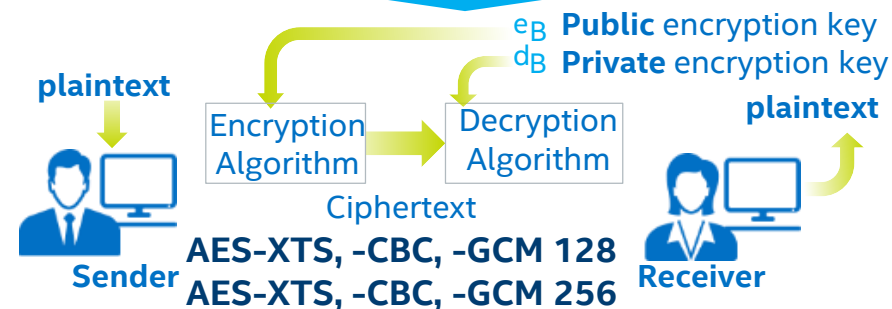 eB Public encryption key
dB Private encryption key
plaintext
plaintext
Encryption
Algorithm
Decryption
Algorithm
Ciphertext
AES-XTS, -CBC, -GCM 128
AES-XTS, -CBC, -GCM 256
Sender
Receiver